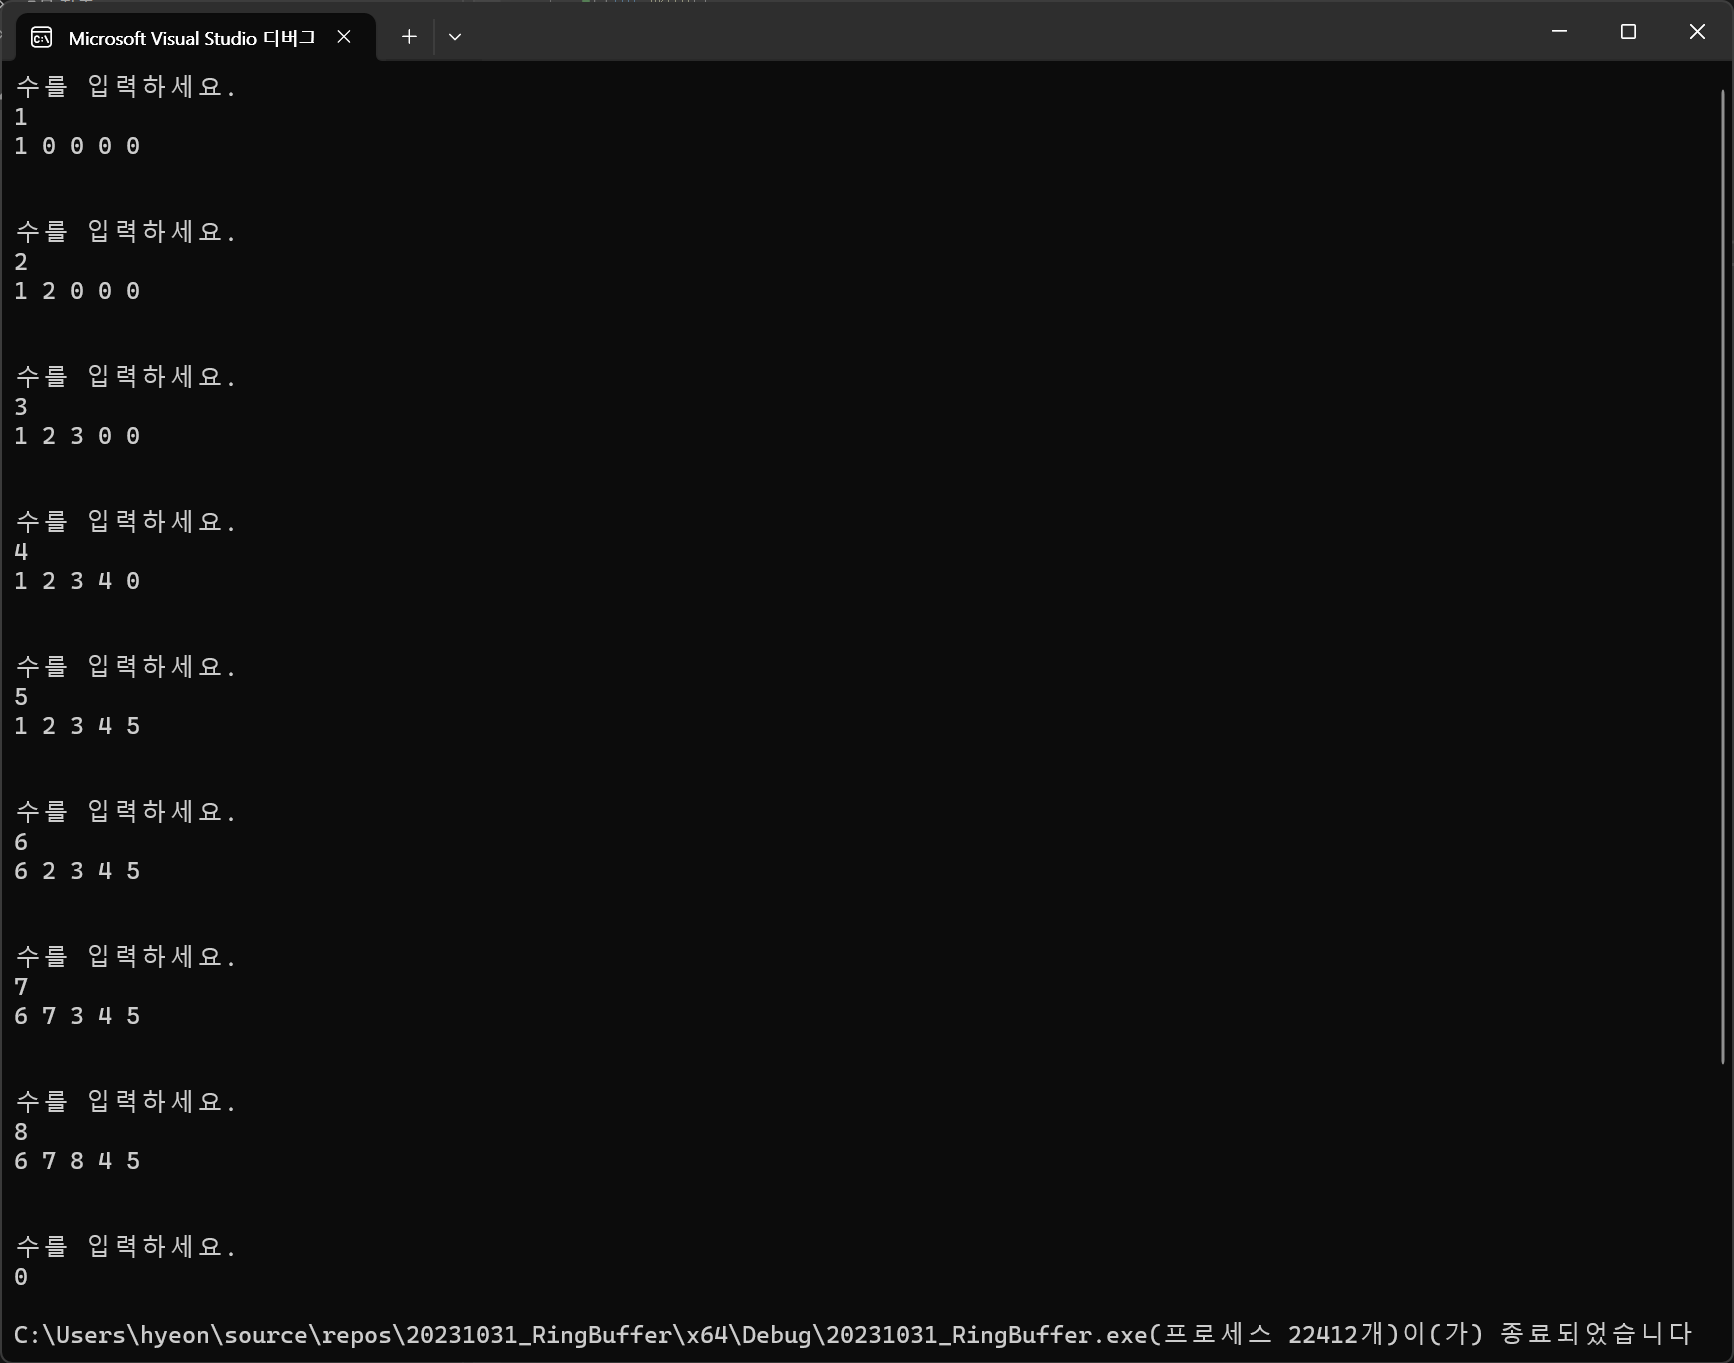 Microsoft Visual Studio 디버그
수를 입력하세요.
1
1 0 0 0 0
수를 입력하세요.
2
1 2 0 0 0
수를 입력하세요.
3
1 2 3 0 0
수를 입력하세요.
4
1 2 3 4 0
수를 입력하세요.
5
1 2 3 4 5
수를 입력하세요.
6
6 2 3 4 5
수를 입력하세요.
7
6 7 3 4 5
수를 입력하세요.
8
6 7 8 4 5
수를 입력하세요.
0
C:\Users\hyeon\source\repos\20231031_RingBuffer\x64\Debug\20231031_RingBuffer.exe(프로세스 22412개)이(가) 종료되었습니다